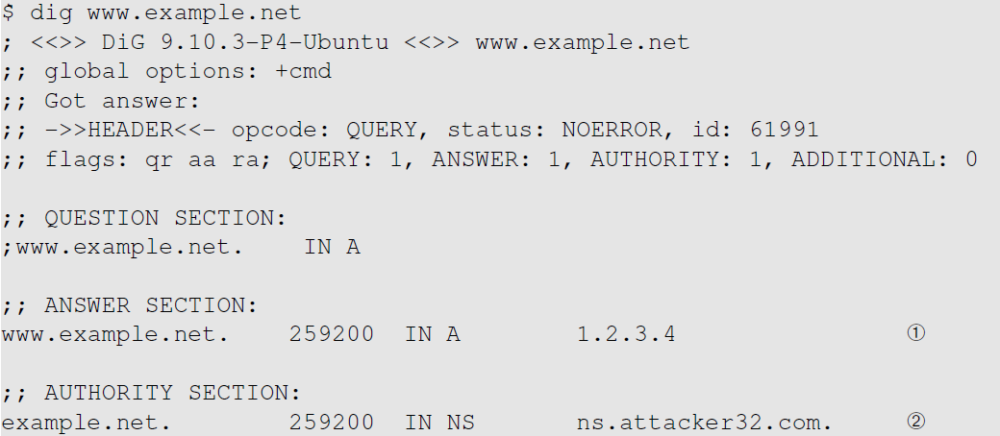 $ dig www.example.net
; <<>> DiG 9.10.3-P4-Ubuntu <<>> www.example.net
;; global options: +cmd
;; Got answer:
;; ->>HEADER<<- opcode: QUERY, status: NOERROR, id: 61991
;; flags: qr aa ra; QUERY: 1, ANSWER: 1, AUTHORITY: 1, ADDITIONAL: 0
;; QUESTION SECTION:
;www.example.net. IN A
;; ANSWER SECTION:
www.example.net. 259200 IN A 1.2.3.4 ①
;; AUTHORITY SECTION:
example.net. 259200 IN NS ns.attacker32.com. ②